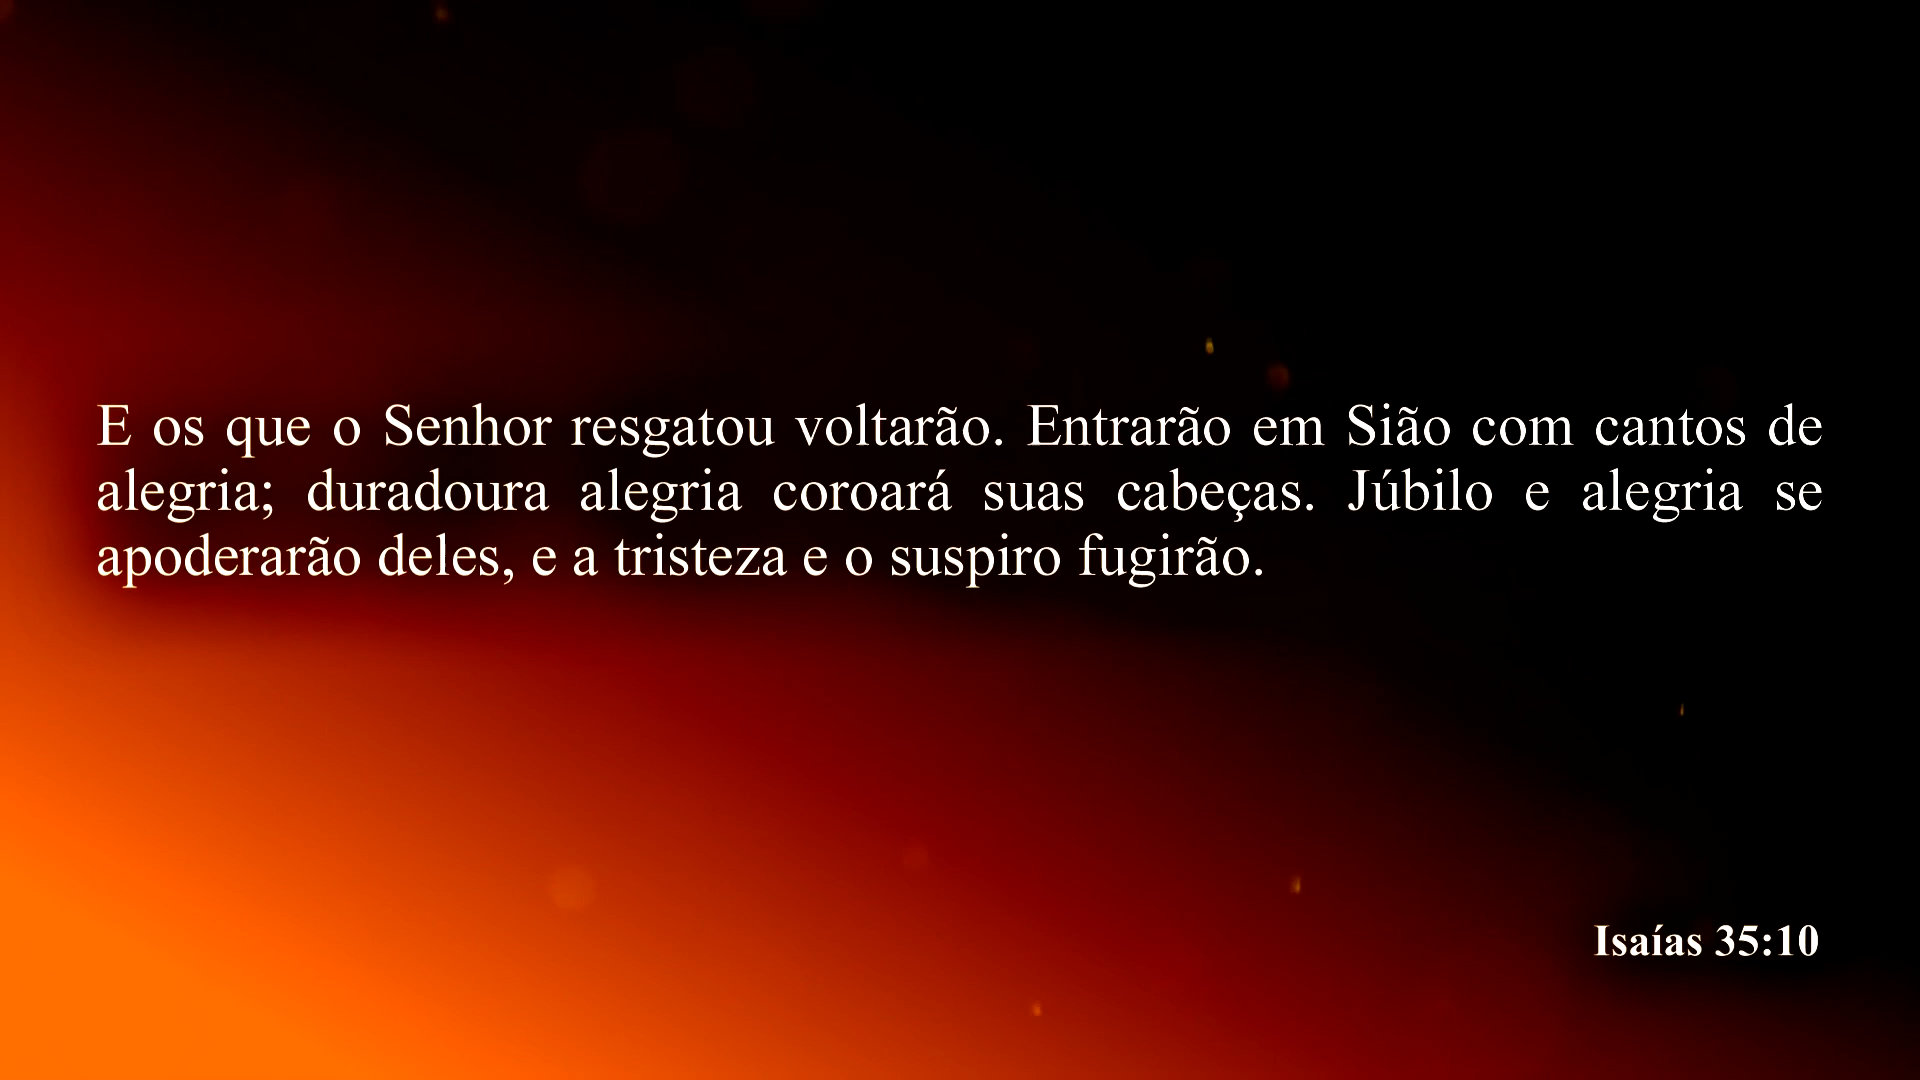 E os que o Senhor resgatou voltarão. Entrarão em Sião com cantos de
alegria; duradoura alegria coroará suas cabeças. Júbilo e alegria se
apoderarão deles, e a tristeza e o suspiro fugirão.
Isaías 35:10